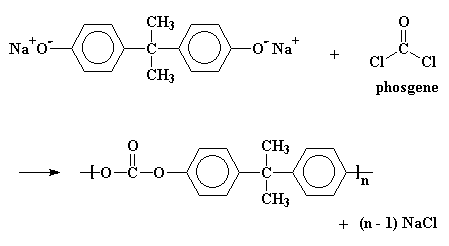 CH₃
Na⁺O⁻ C O⁻Na⁺ + O C Cl Cl
CH₃
phosgene
O CH₃
[O C O C ]n
CH₃
+ (n - 1) NaCl